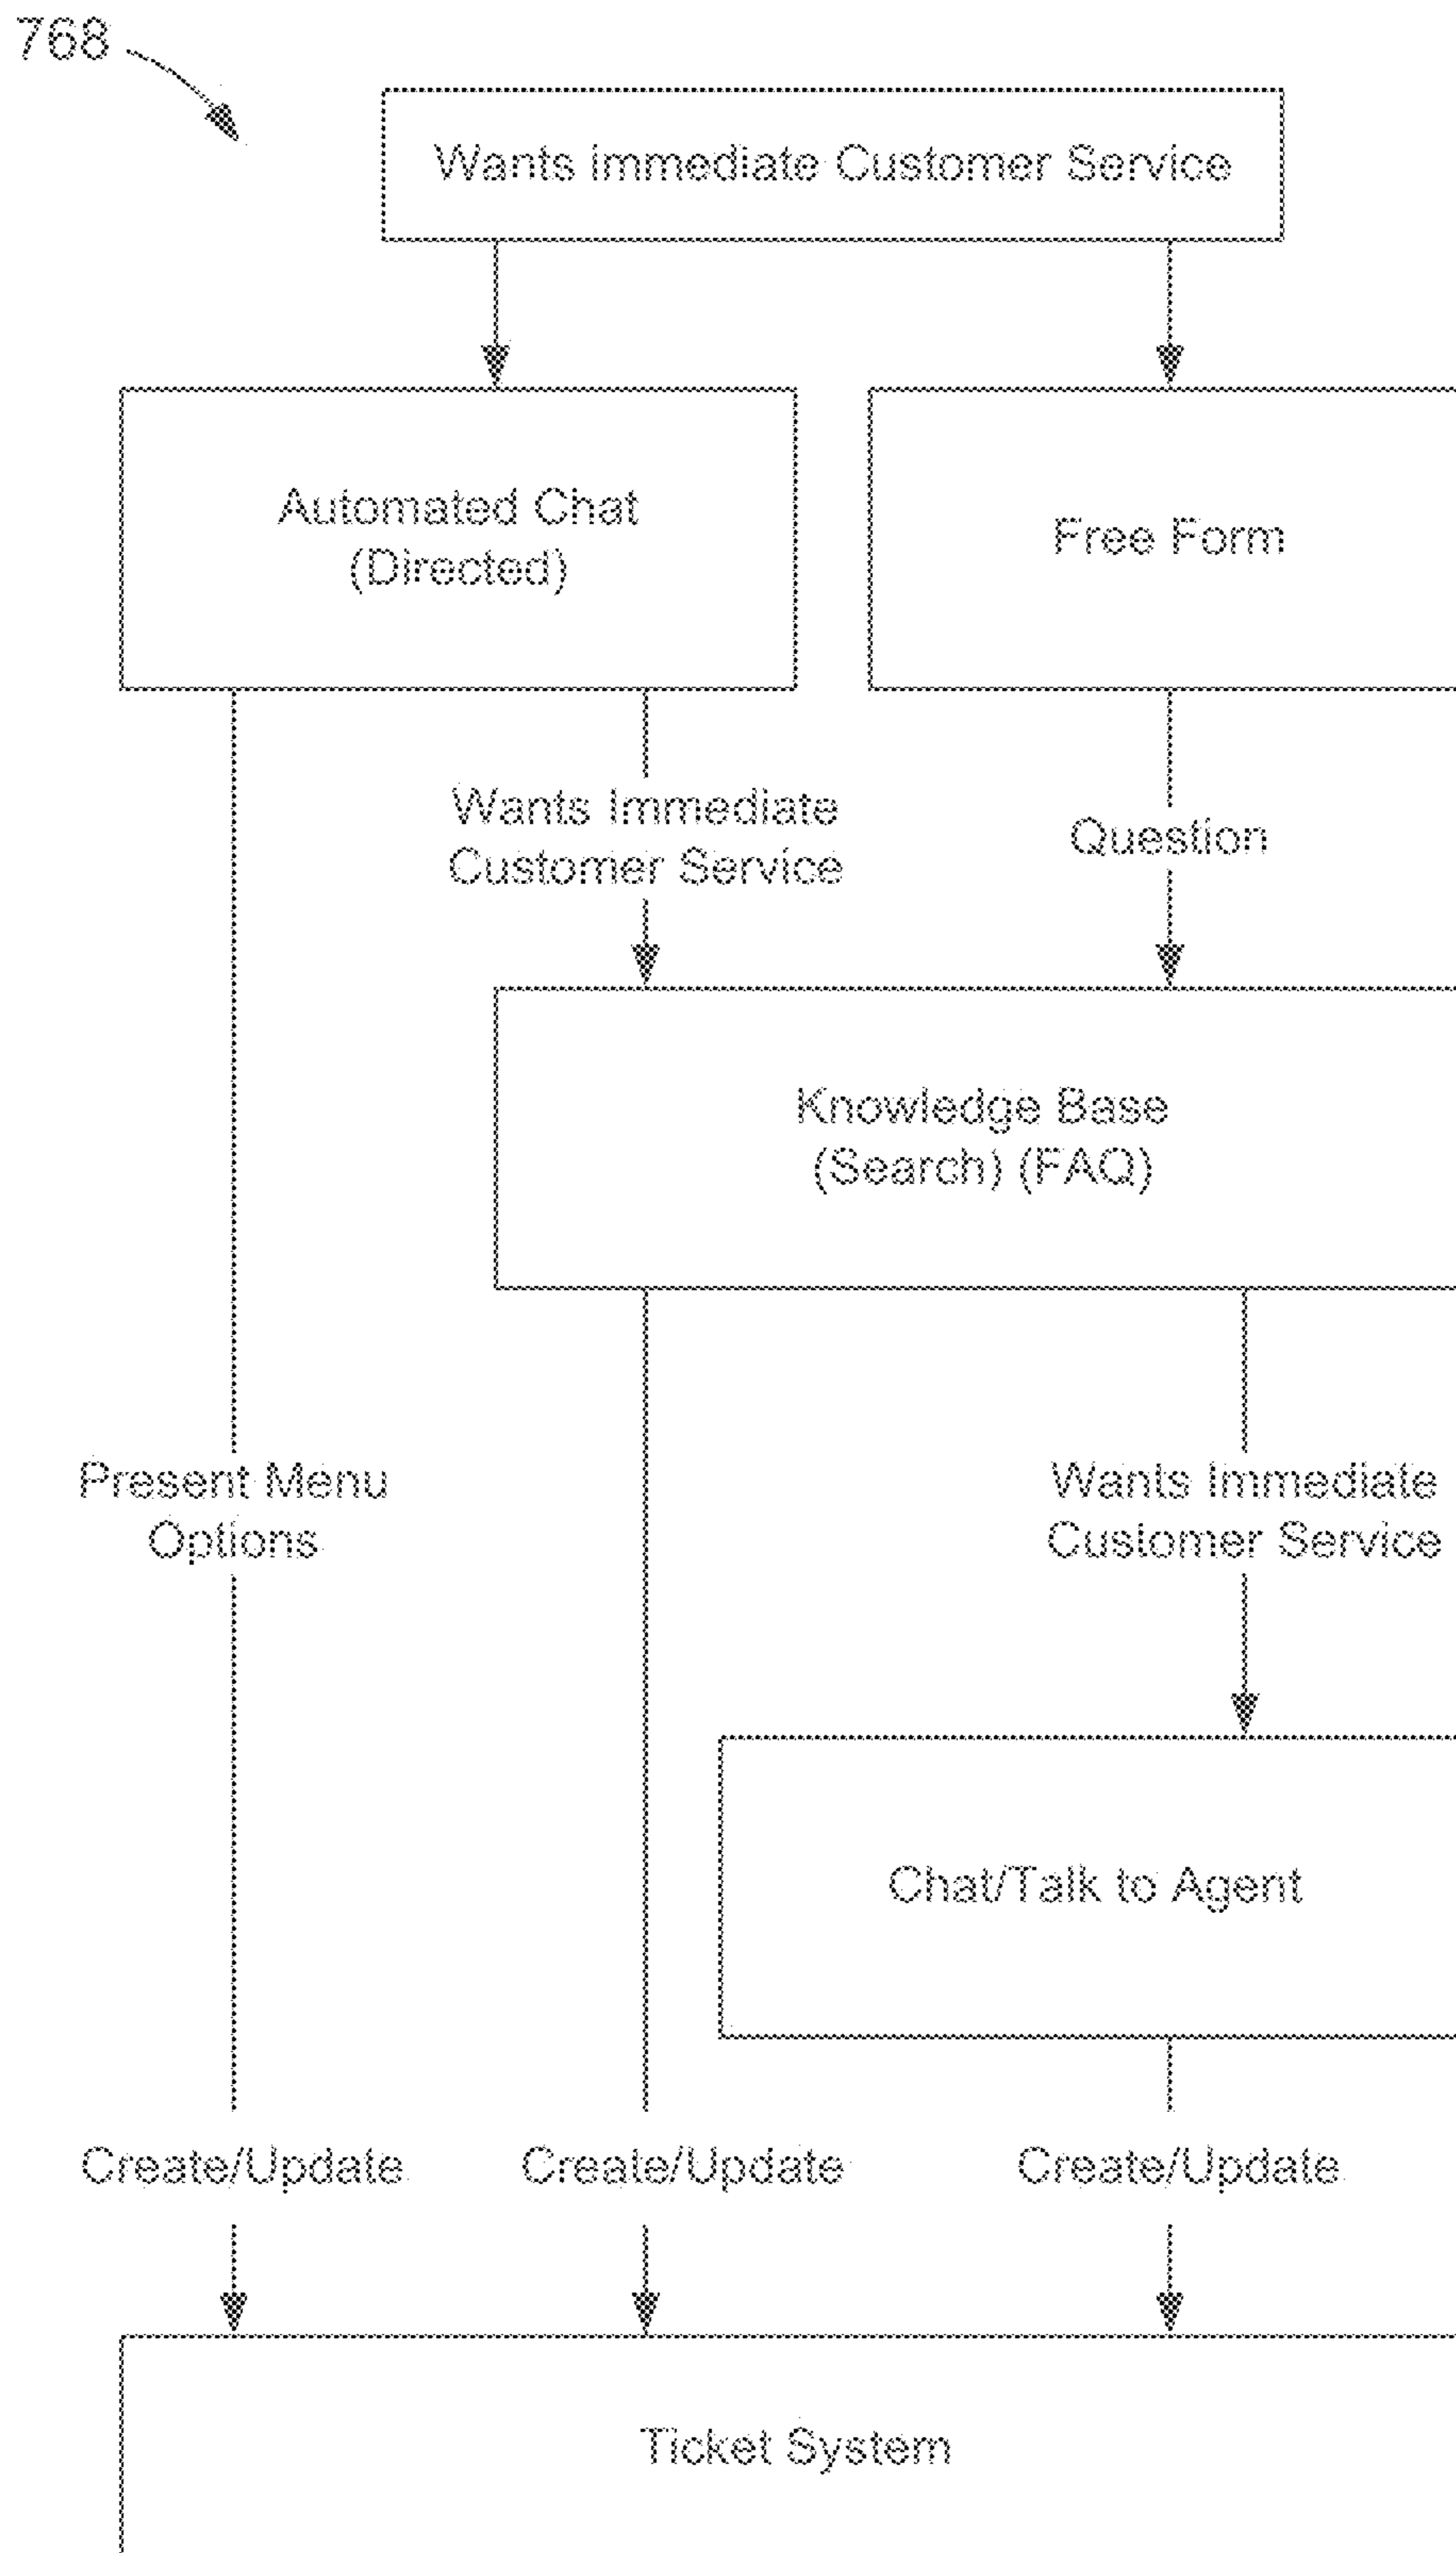 768
Wants immediate Customer Service
Automated Chat
(Directed)
Free Form
Wants Immediate
Customer Service
Question
Knowledge Base
(Search) (FAQ)
Present Menu
Options
Wants Immediate
Customer Service
Chat/Talk to Agent
Create/Update
Create/Update
Create/Update
Ticket System